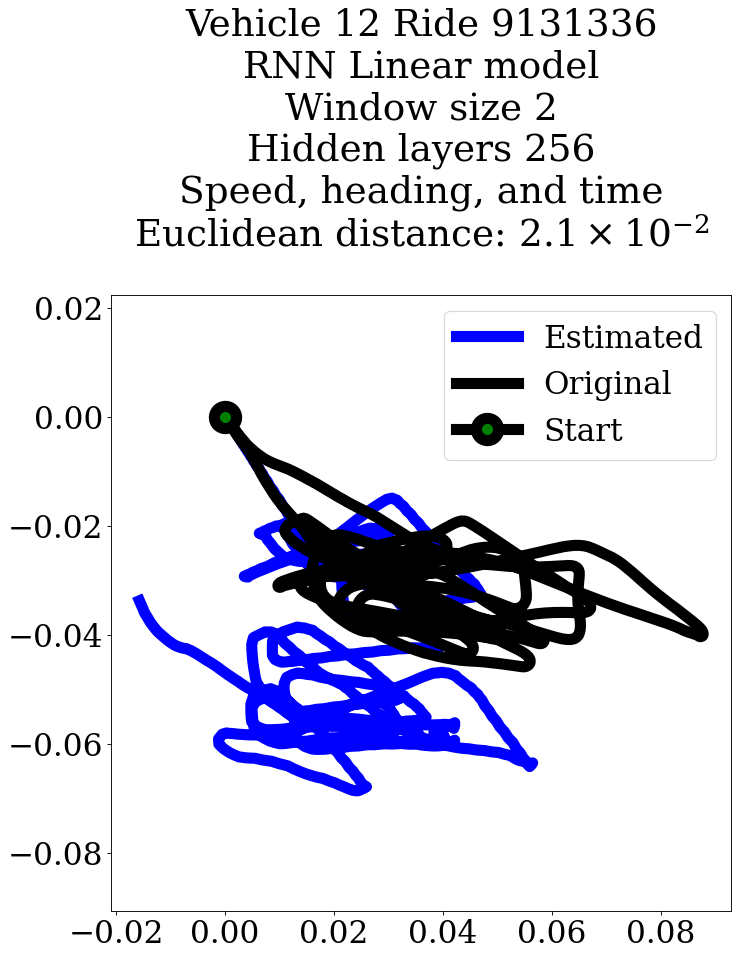 Vehicle 12 Ride 9131336
RNN Linear model
Window size 2
Hidden layers 256
Speed, heading, and time
Euclidean distance: 2.1 × 10⁻²
Estimated
Original
Start
0.02
0.00
−0.02
−0.04
−0.06
−0.08
−0.02 0.00 0.02 0.04 0.06 0.08